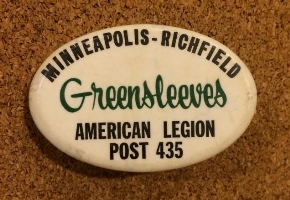 MINNEAPOLIS-RICHFIELD
Greensleeves
AMERICAN LEGION
POST 435